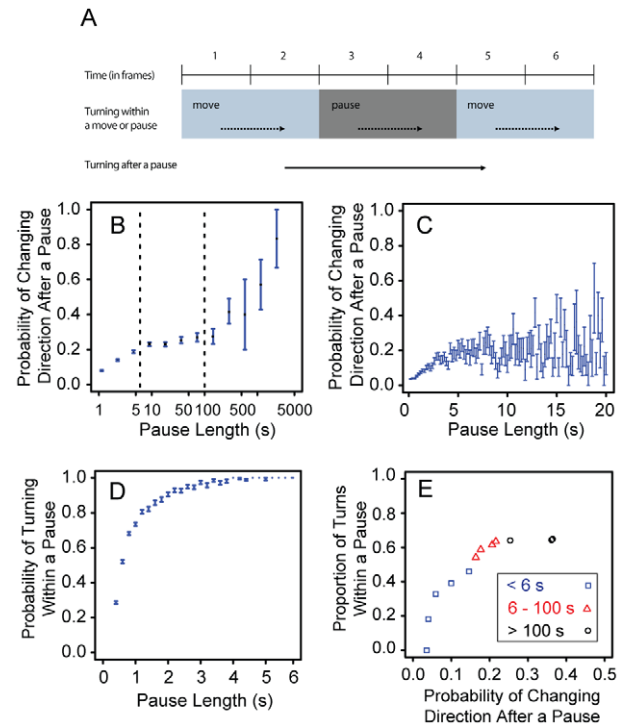 A
1 2 3 4 5 6
Time (in frames)
Turning within
a move or pause
move pause move
Turning after a pause
B
Probability of Changing
Direction After a Pause
0.0 0.2 0.4 0.6 0.8 1.0
1 5 10 50 100 500 5000
Pause Length (s)
C
Probability of Changing
Direction After a Pause
0.0 0.2 0.4 0.6 0.8 1.0
0 5 10 15 20
Pause Length (s)
D
Probability of Turning
Within a Pause
0.0 0.2 0.4 0.6 0.8 1.0
0 1 2 3 4 5 6
Pause Length (s)
E
Proportion of Turns
Within a Pause
0.0 0.2 0.4 0.6 0.8 1.0
< 6 s
6 - 100 s
> 100 s
0.0 0.1 0.2 0.3 0.4 0.5
Probability of Changing
Direction After a Pause